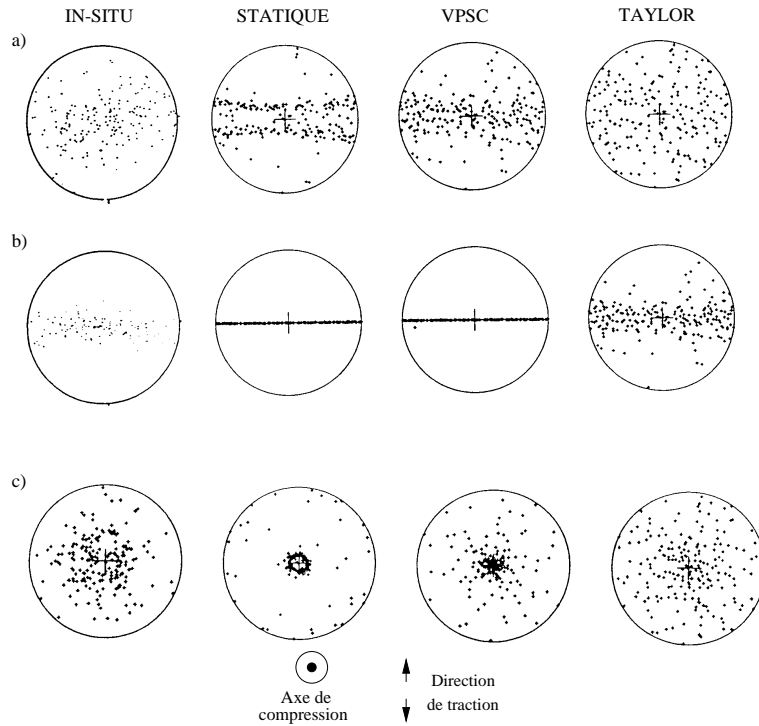 IN-SITU STATIQUE VPSC TAYLOR
a)
b)
c)
Axe de
compression
Direction
de traction